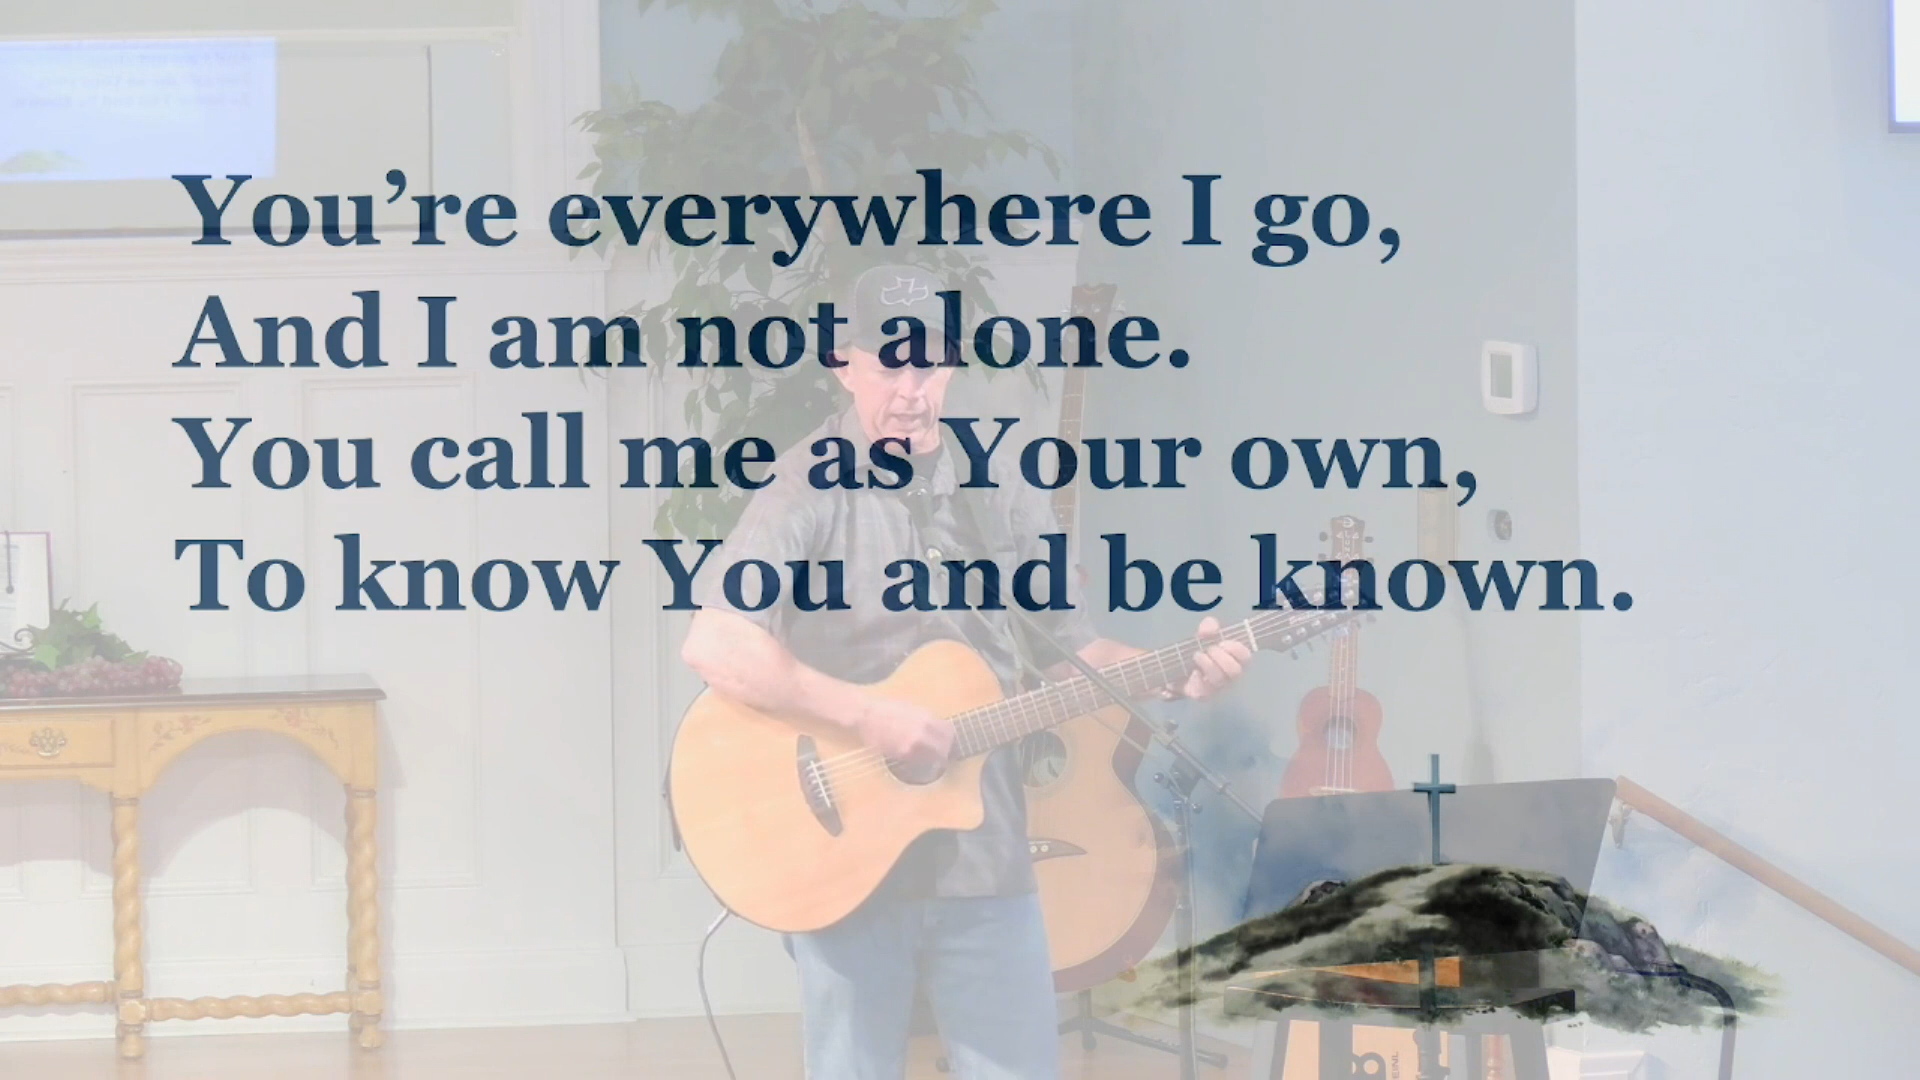 You’re everywhere I go,
And I am not alone.
You call me as Your own,
To know You and be known.